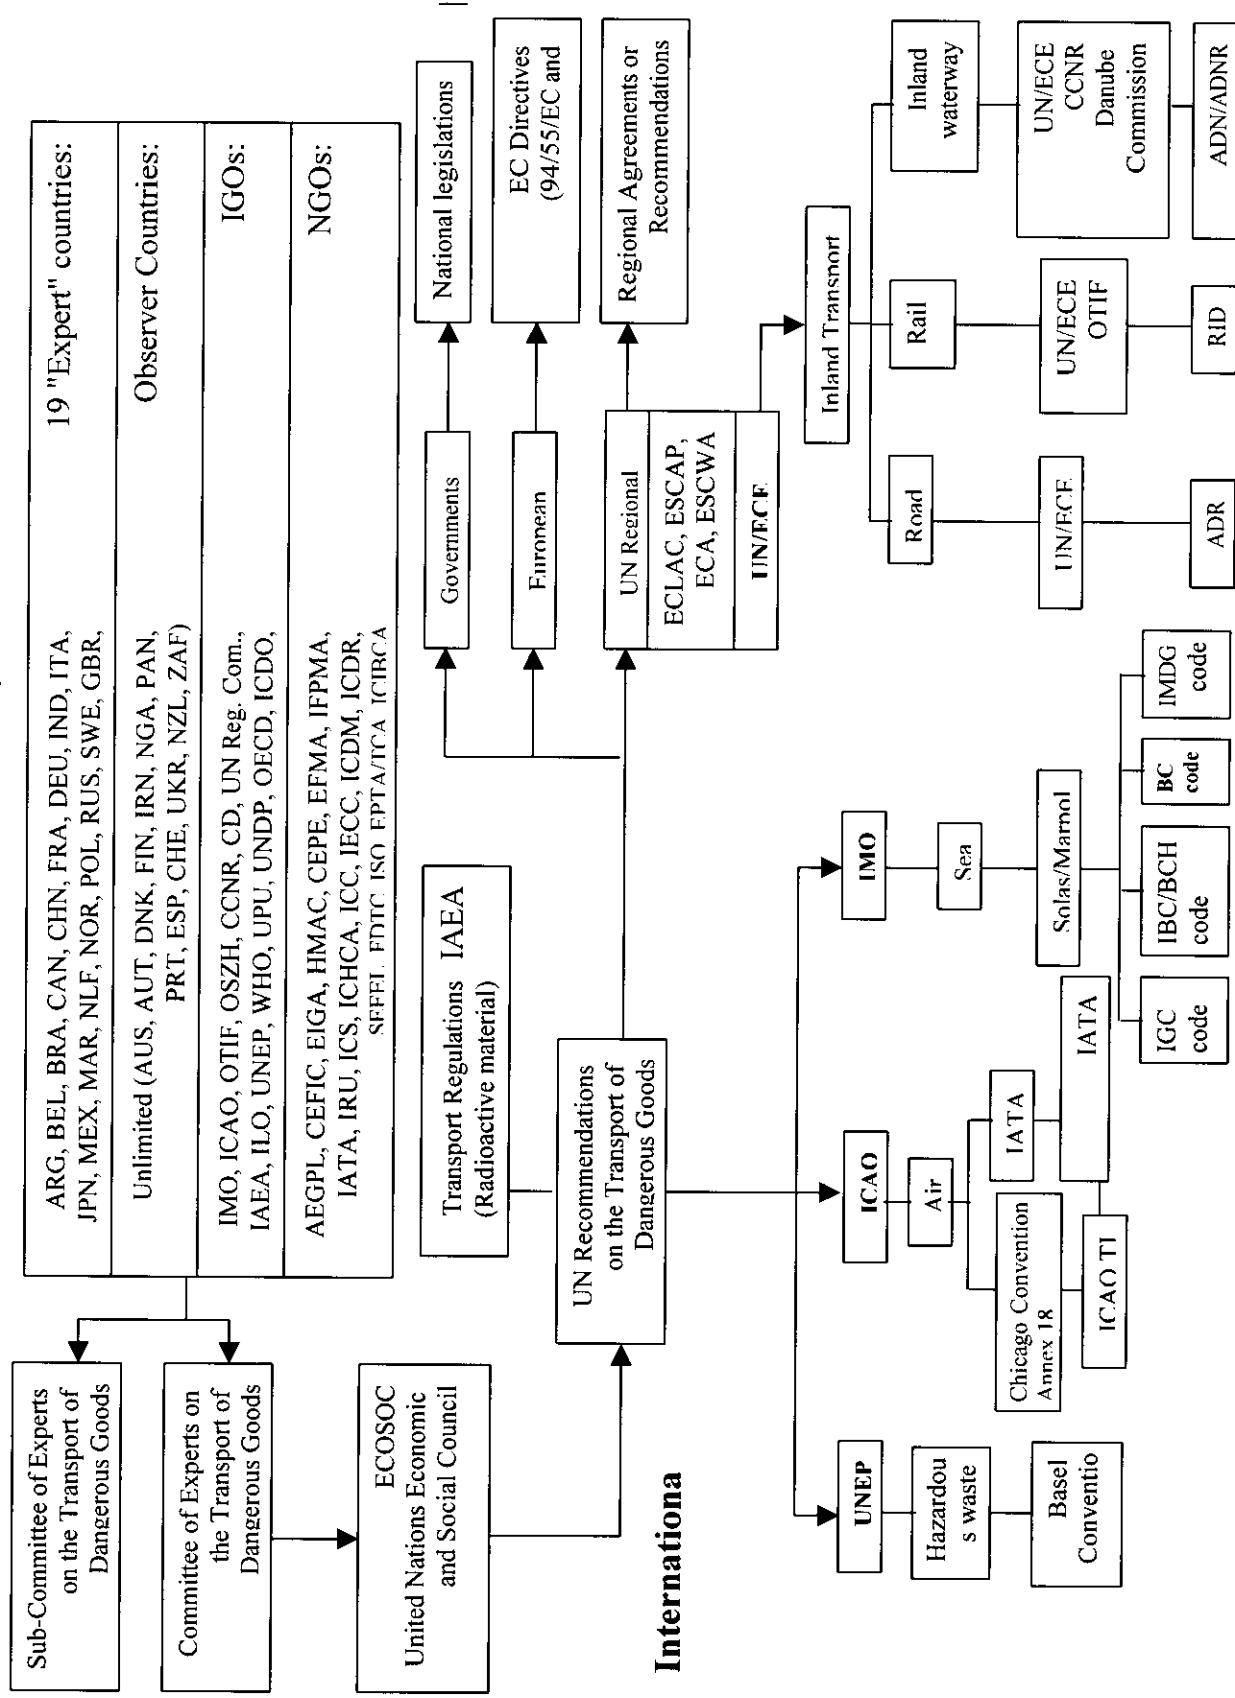 Sub-Committee of Experts
on the Transport of
Dangerous Goods
Committee of Experts on
the Transport of
Dangerous Goods
ECOSOC
United Nations Economic
and Social Council
19 "Expert" countries:
ARG, BEL, BRA, CAN, CHN, FRA, DEU, IND, ITA,
JPN, MEX, MAR, NLF, NOR, POL, RUS, SWE, GBR,
Observer Countries:
Unlimited (AUS, AUT, DNK, FIN, IRN, NGA, PAN,
PRT, ESP, CHE, UKR, NZL, ZAF)
IGOs:
IMO, ICAO, OTIF, OSZH, CCNR, CD, UN Reg. Com.,
IAEA, ILO, UNEP, WHO, UPU, UNDP, OECD, ICDO,
NGOs:
AEGPL, CEFIC, EIGA, HMAC, CEPE, EFMA, IFPMA,
IATA, IRU, ICS, ICHCA, ICC, IECC, ICDM, ICDR,
Transport Regulations IAEA
(Radioactive material)
UN Recommendations
on the Transport of
Dangerous Goods
Governments
National legislations
European
EC Directives
(94/55/EC and
UN Regional
ECLAC, ESCAP,
ECA, ESCWA
UN/ECE
Regional Agreements or
Recommendations
Internationa
UNEP
Hazardou
s waste
Basel
Conventio
ICAO
Air
Chicago Convention
Annex 18
ICAO TI
IATA
IATA
IMO
Sea
Solas/Marpol
IGC
code
IBC/BCH
code
BC
code
IMDG
code
Inland Transport
Road
UN/ECE
ADR
Rail
UN/ECE
OTIF
RID
Inland
waterway
UN/ECE
CCNR
Danube
Commission
ADN/ADNR